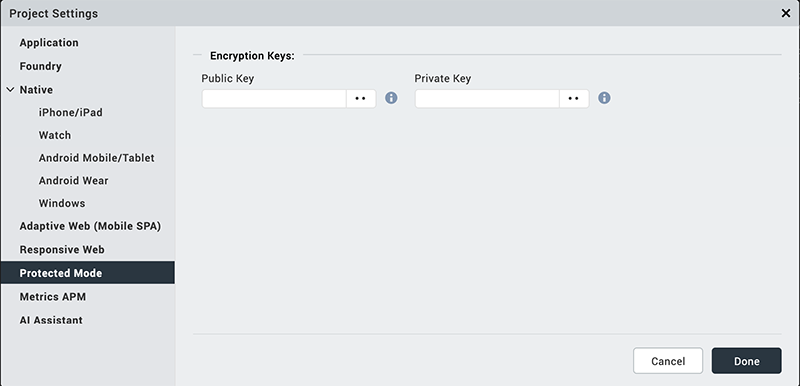 Project Settings
Application
Foundry
Native
iPhone/iPad
Watch
Android Mobile/Tablet
Android Wear
Windows
Adaptive Web (Mobile SPA)
Responsive Web
Protected Mode
Metrics APM
AI Assistant
Encryption Keys:
Public Key Private Key
Cancel Done